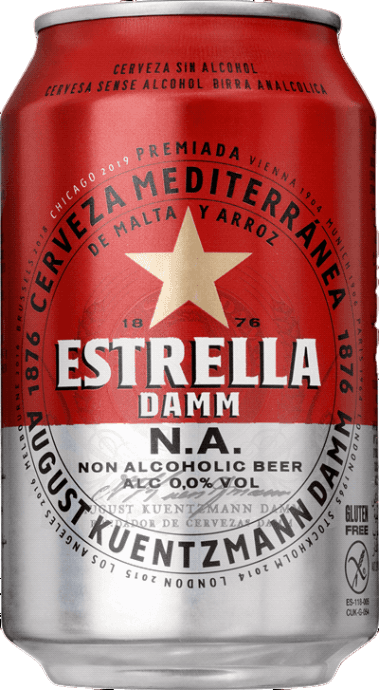 CERVEZA SIN ALCOHOL
CERVESA SENSE ALCOHOL BIRRA ANALCOLICA
PREMIADA
CHICAGO 2019
VIENNA 1904
CERVEZA MEDITERRÁNEA
DE MALTA Y ARROZ
1876
1876
18 76
ESTRELLA
DAMM
N.A.
NON ALCOHOLIC BEER
ALC 0,0% VOL
AUGUST KUENTZMANN DAMM
FUNDADOR DE CERVEZAS DAMM
AUGUST KUENTZMANN DAMM
LOS ANGELES 2016
LONDON 2015
STOCKHOLM 2014
GLUTEN
FREE